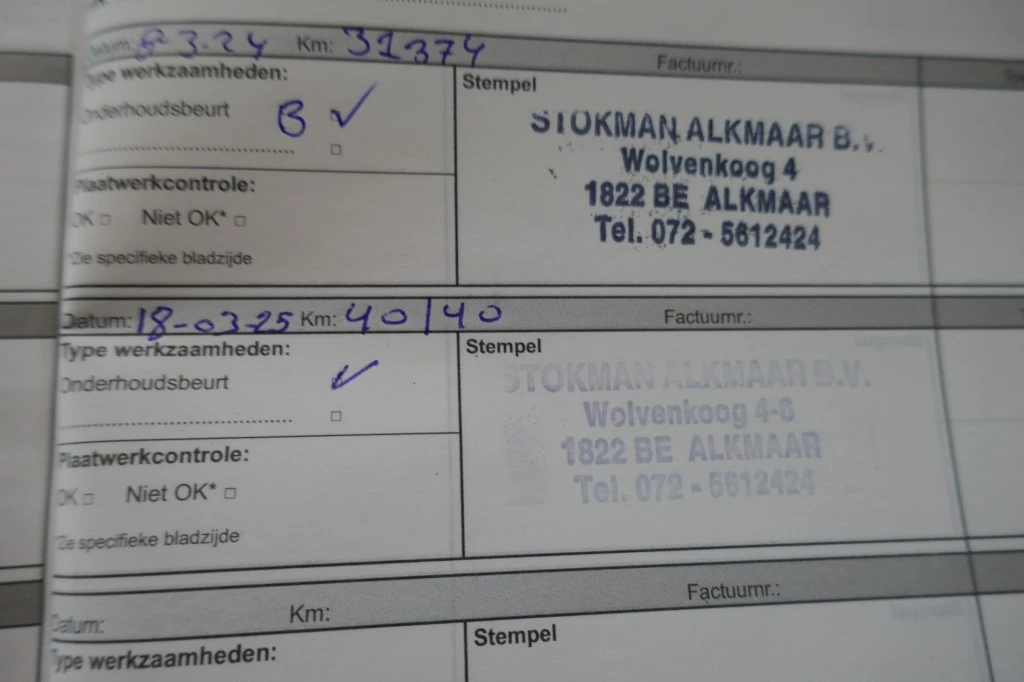 3-24 Km: 31374 Factuurnr.:
Type werkzaamheden:
Stempel
Onderhoudsbeurt B ✓
STOKMAN ALKMAAR B.V.
Wolvenkoog 4
1822 BE ALKMAAR
Tel. 072 - 5612424
Plaatwerkcontrole:
OK □ Niet OK* □
*Zie specifieke bladzijde
Datum: 18-03-25 Km: 40140 Factuurnr.:
Type werkzaamheden:
Stempel
Onderhoudsbeurt ✓
STOKMAN ALKMAAR B.V.
Wolvenkoog 4-6
1822 BE ALKMAAR
Tel. 072 - 5612424
Plaatwerkcontrole:
OK □ Niet OK* □
*Zie specifieke bladzijde
Datum: Km: Factuurnr.:
Type werkzaamheden:
Stempel